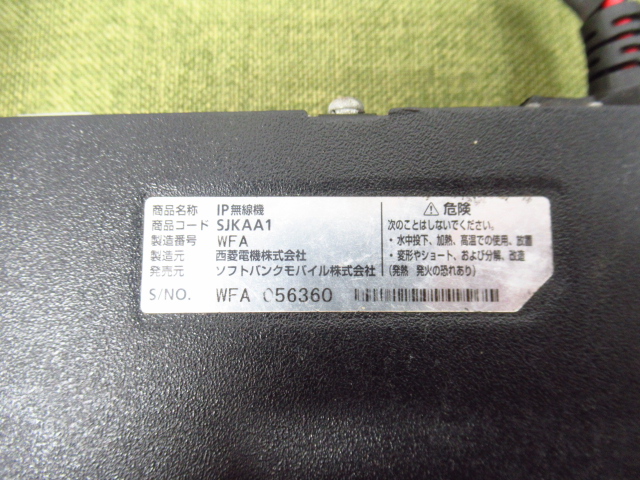 商品名称 IP無線機
商品コード SJKAA1
製造番号 WFA
製造元 西菱電機株式会社
発売元 ソフトバンクモバイル株式会社
S/NO. WFA 056360
⚠ 危険
次のことはしないでください。
・水中投下、加熱、高温での使用、放置
・変形やショート、および分解、改造
（発熱 発火の恐れあり）